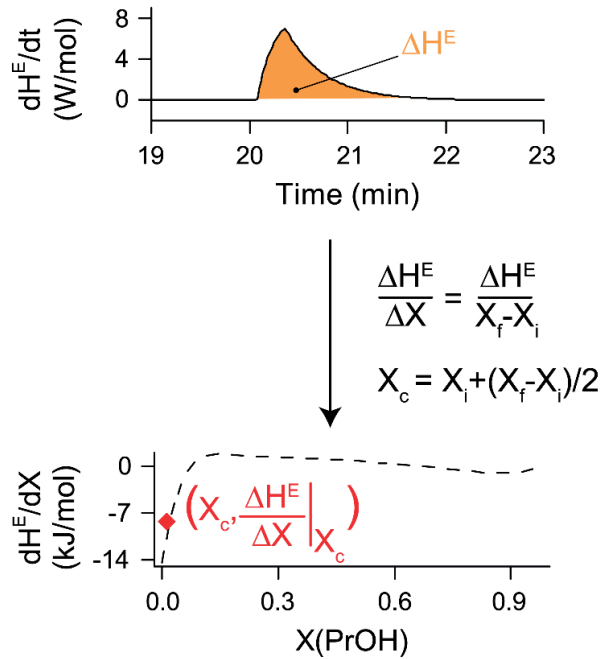 dH^E/dt
(W/mol)
8
4
0
ΔH^E
19 20 21 22 23
Time (min)
ΔH^E/ΔX = ΔH^E/X_f-X_i
X_c = X_i+(X_f-X_i)/2
dH^E/dX
(kJ/mol)
0
-7
-14
(X_c, ΔH^E/ΔX|X_c)
0.0 0.3 0.6 0.9
X(PrOH)